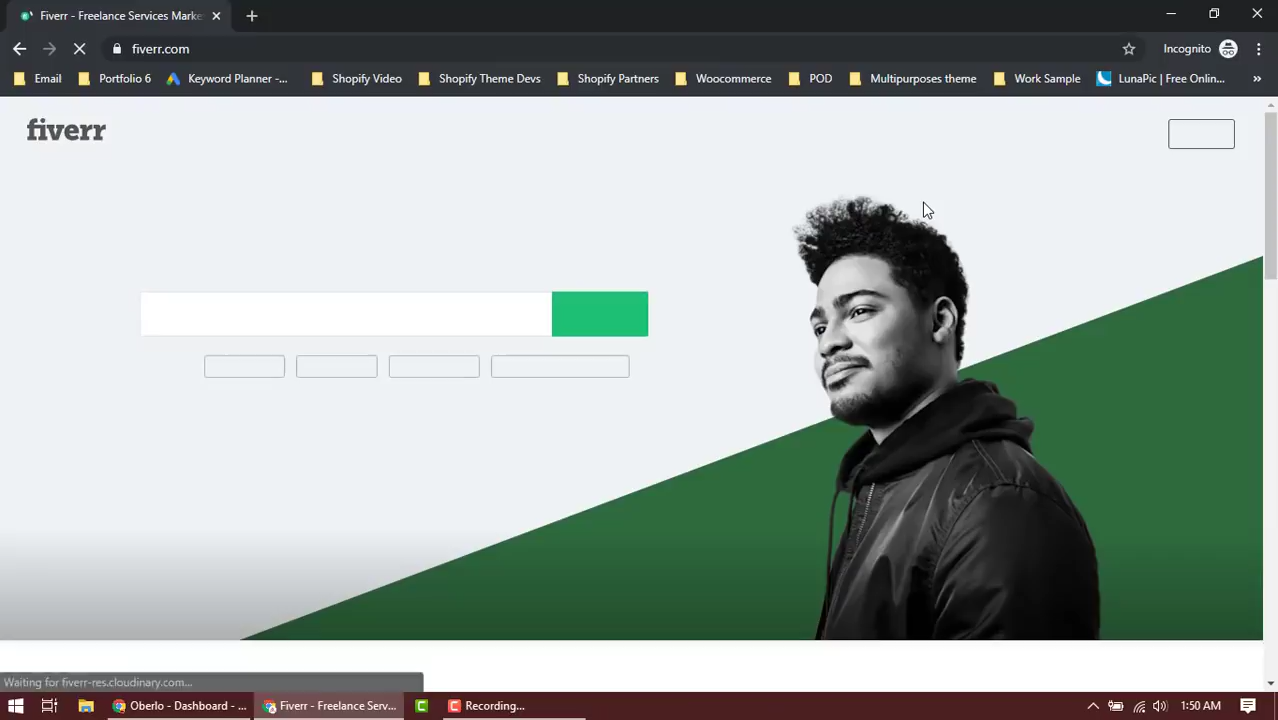 Fiverr - Freelance Services Marke
fiverr.com
Incognito
Email
Portfolio 6
Keyword Planner -...
Shopify Video
Shopify Theme Devs
Shopify Partners
Woocommerce
POD
Multipurposes theme
Work Sample
LunaPic | Free Onlin...
»
fiverr
Waiting for fiverr-res.cloudinary.com...
Oberlo - Dashboard - ...
Fiverr - Freelance Serv...
Recording...
1:50 AM